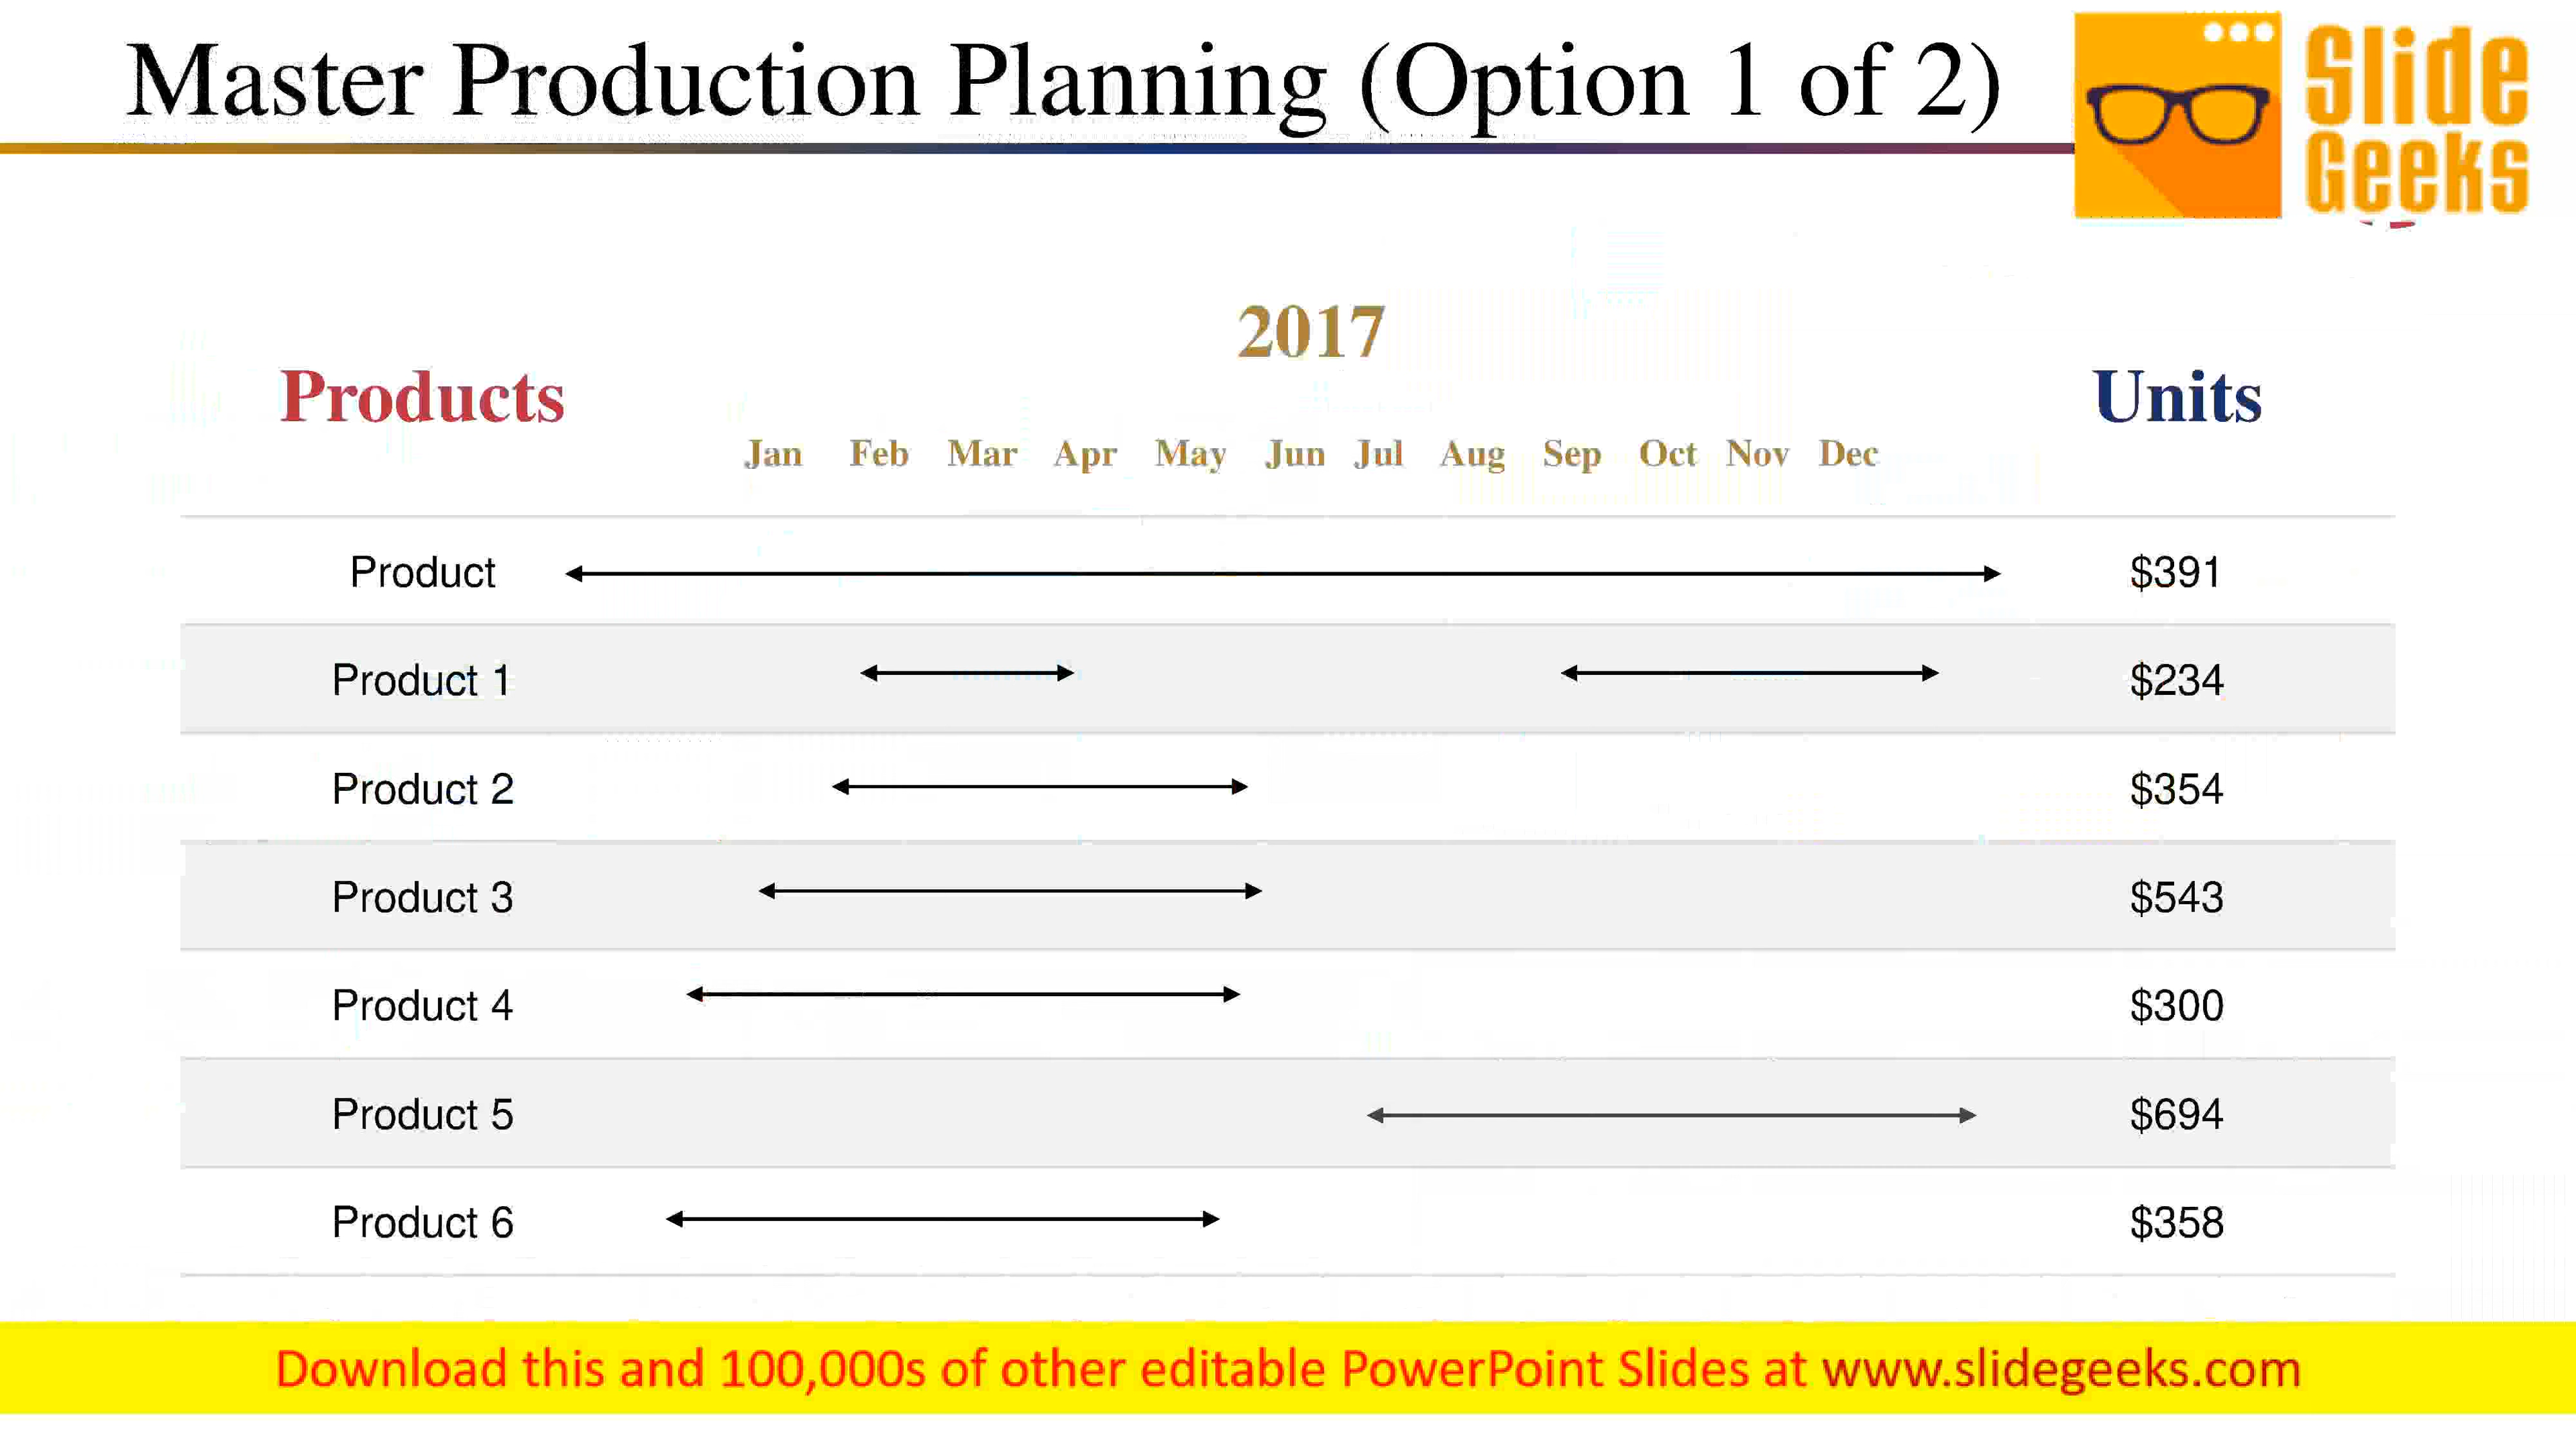 Master Production Planning (Option 1 of 2)
Slide
Geeks
2017
Products
Units
Jan Feb Mar Apr May Jun Jul Aug Sep Oct Nov Dec
Product $391
Product 1 $234
Product 2 $354
Product 3 $543
Product 4 $300
Product 5 $694
Product 6 $358
Download this and 100,000s of other editable PowerPoint Slides at www.slidegeeks.com